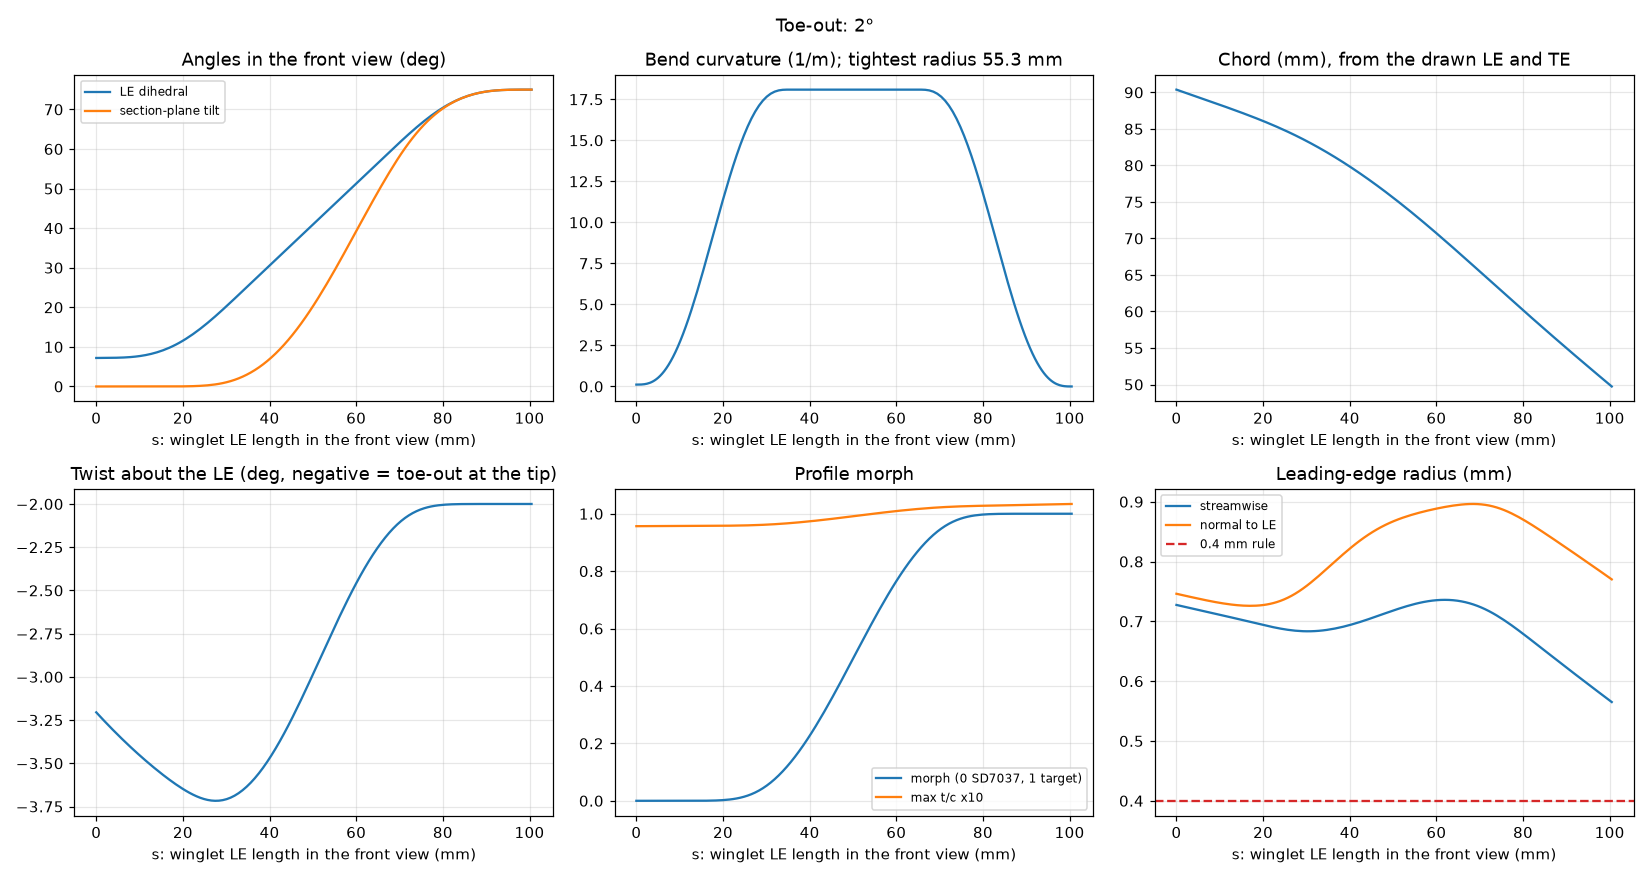 Toe-out: 2°
Angles in the front view (deg)
LE dihedral
section-plane tilt
70
60
50
40
30
20
10
0
0 20 40 60 80 100
s: winglet LE length in the front view (mm)
Bend curvature (1/m); tightest radius 55.3 mm
17.5
15.0
12.5
10.0
7.5
5.0
2.5
0.0
0 20 40 60 80 100
s: winglet LE length in the front view (mm)
Chord (mm), from the drawn LE and TE
90
85
80
75
70
65
60
55
50
0 20 40 60 80 100
s: winglet LE length in the front view (mm)
Twist about the LE (deg, negative = toe-out at the tip)
−2.00
−2.25
−2.50
−2.75
−3.00
−3.25
−3.50
−3.75
0 20 40 60 80 100
s: winglet LE length in the front view (mm)
Profile morph
1.0
0.8
0.6
0.4
0.2
0.0
morph (0 SD7037, 1 target)
max t/c x10
0 20 40 60 80 100
s: winglet LE length in the front view (mm)
Leading-edge radius (mm)
streamwise
normal to LE
0.4 mm rule
0.9
0.8
0.7
0.6
0.5
0.4
0 20 40 60 80 100
s: winglet LE length in the front view (mm)